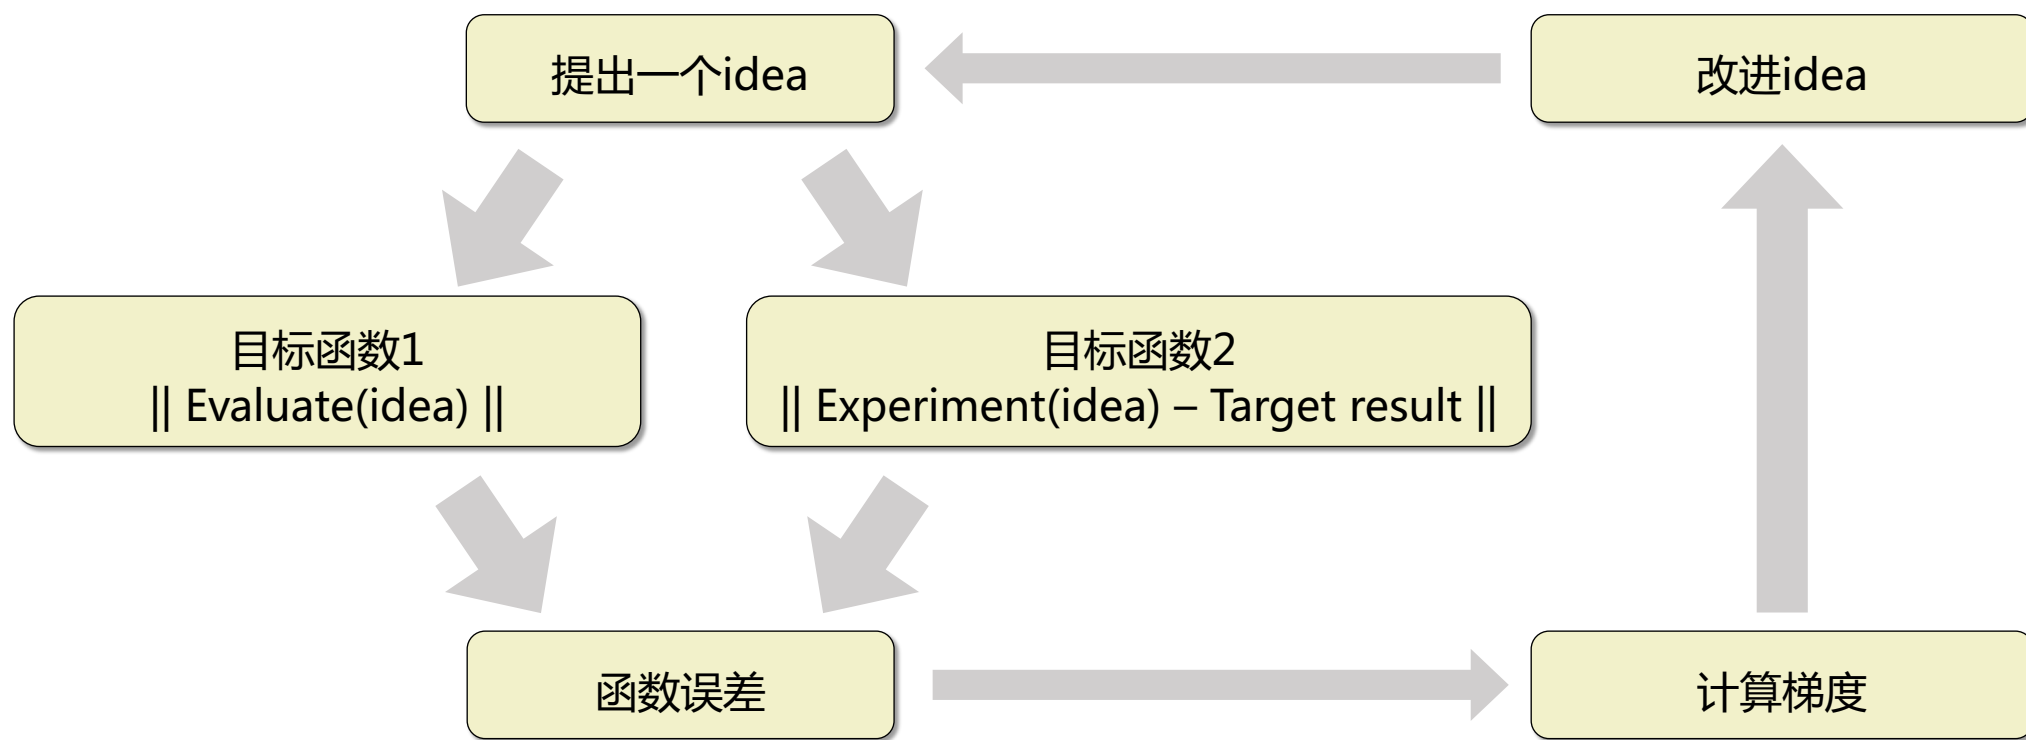 提出一个idea
改进idea
目标函数1
|| Evaluate(idea) ||
目标函数2
|| Experiment(idea) – Target result ||
函数误差
计算梯度